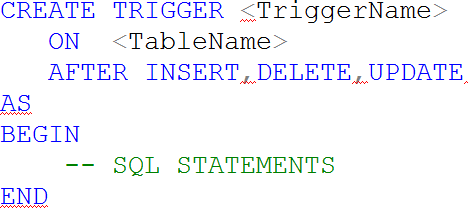 CREATE TRIGGER <TriggerName>
ON <TableName>
AFTER INSERT,DELETE,UPDATE
AS
BEGIN
-- SQL STATEMENTS
END